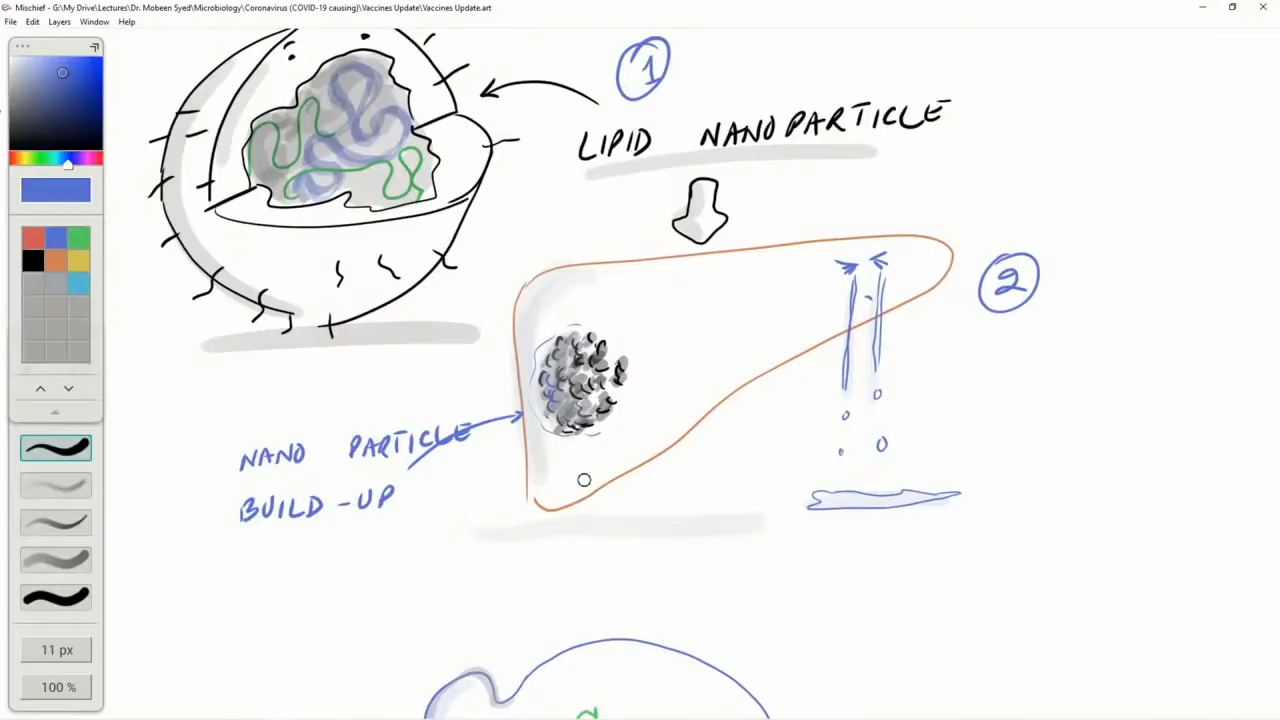 Mischief - G:\My Drive\Lectures\Dr. Mobeen Syed\Microbiology\Coronavirus (COVID-19 causing)\Vaccines Update\Vaccines Update.art
File Edit Layers Window Help
1
LIPID NANOPARTICLE
2
NANO PARTICLE
BUILD-UP
11 px
100 %